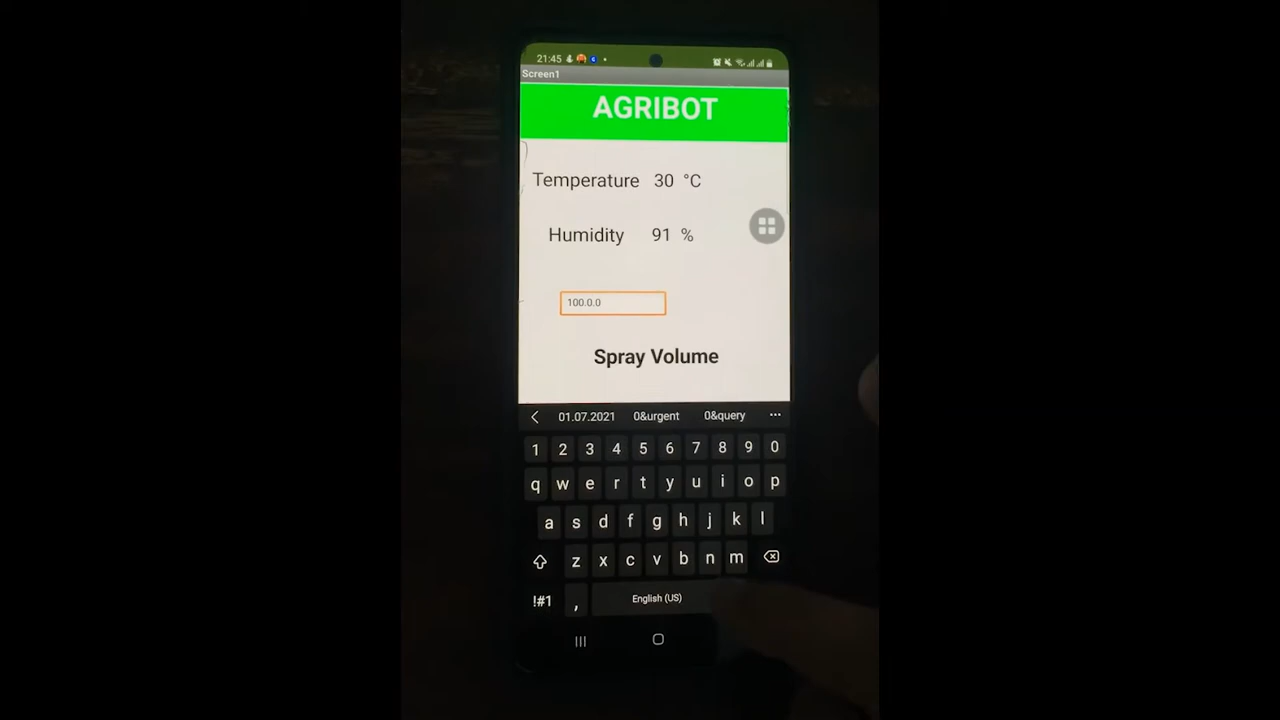 21:45
Screen1
AGRIBOT
Temperature 30 °C
Humidity 91 %
100.0.0
Spray Volume
01.07.2021 0&urgent 0&query ...
1 2 3 4 5 6 7 8 9 0
q w e r t y u i o p
a s d f g h j k l
z x c v b n m
!#1 , English (US)